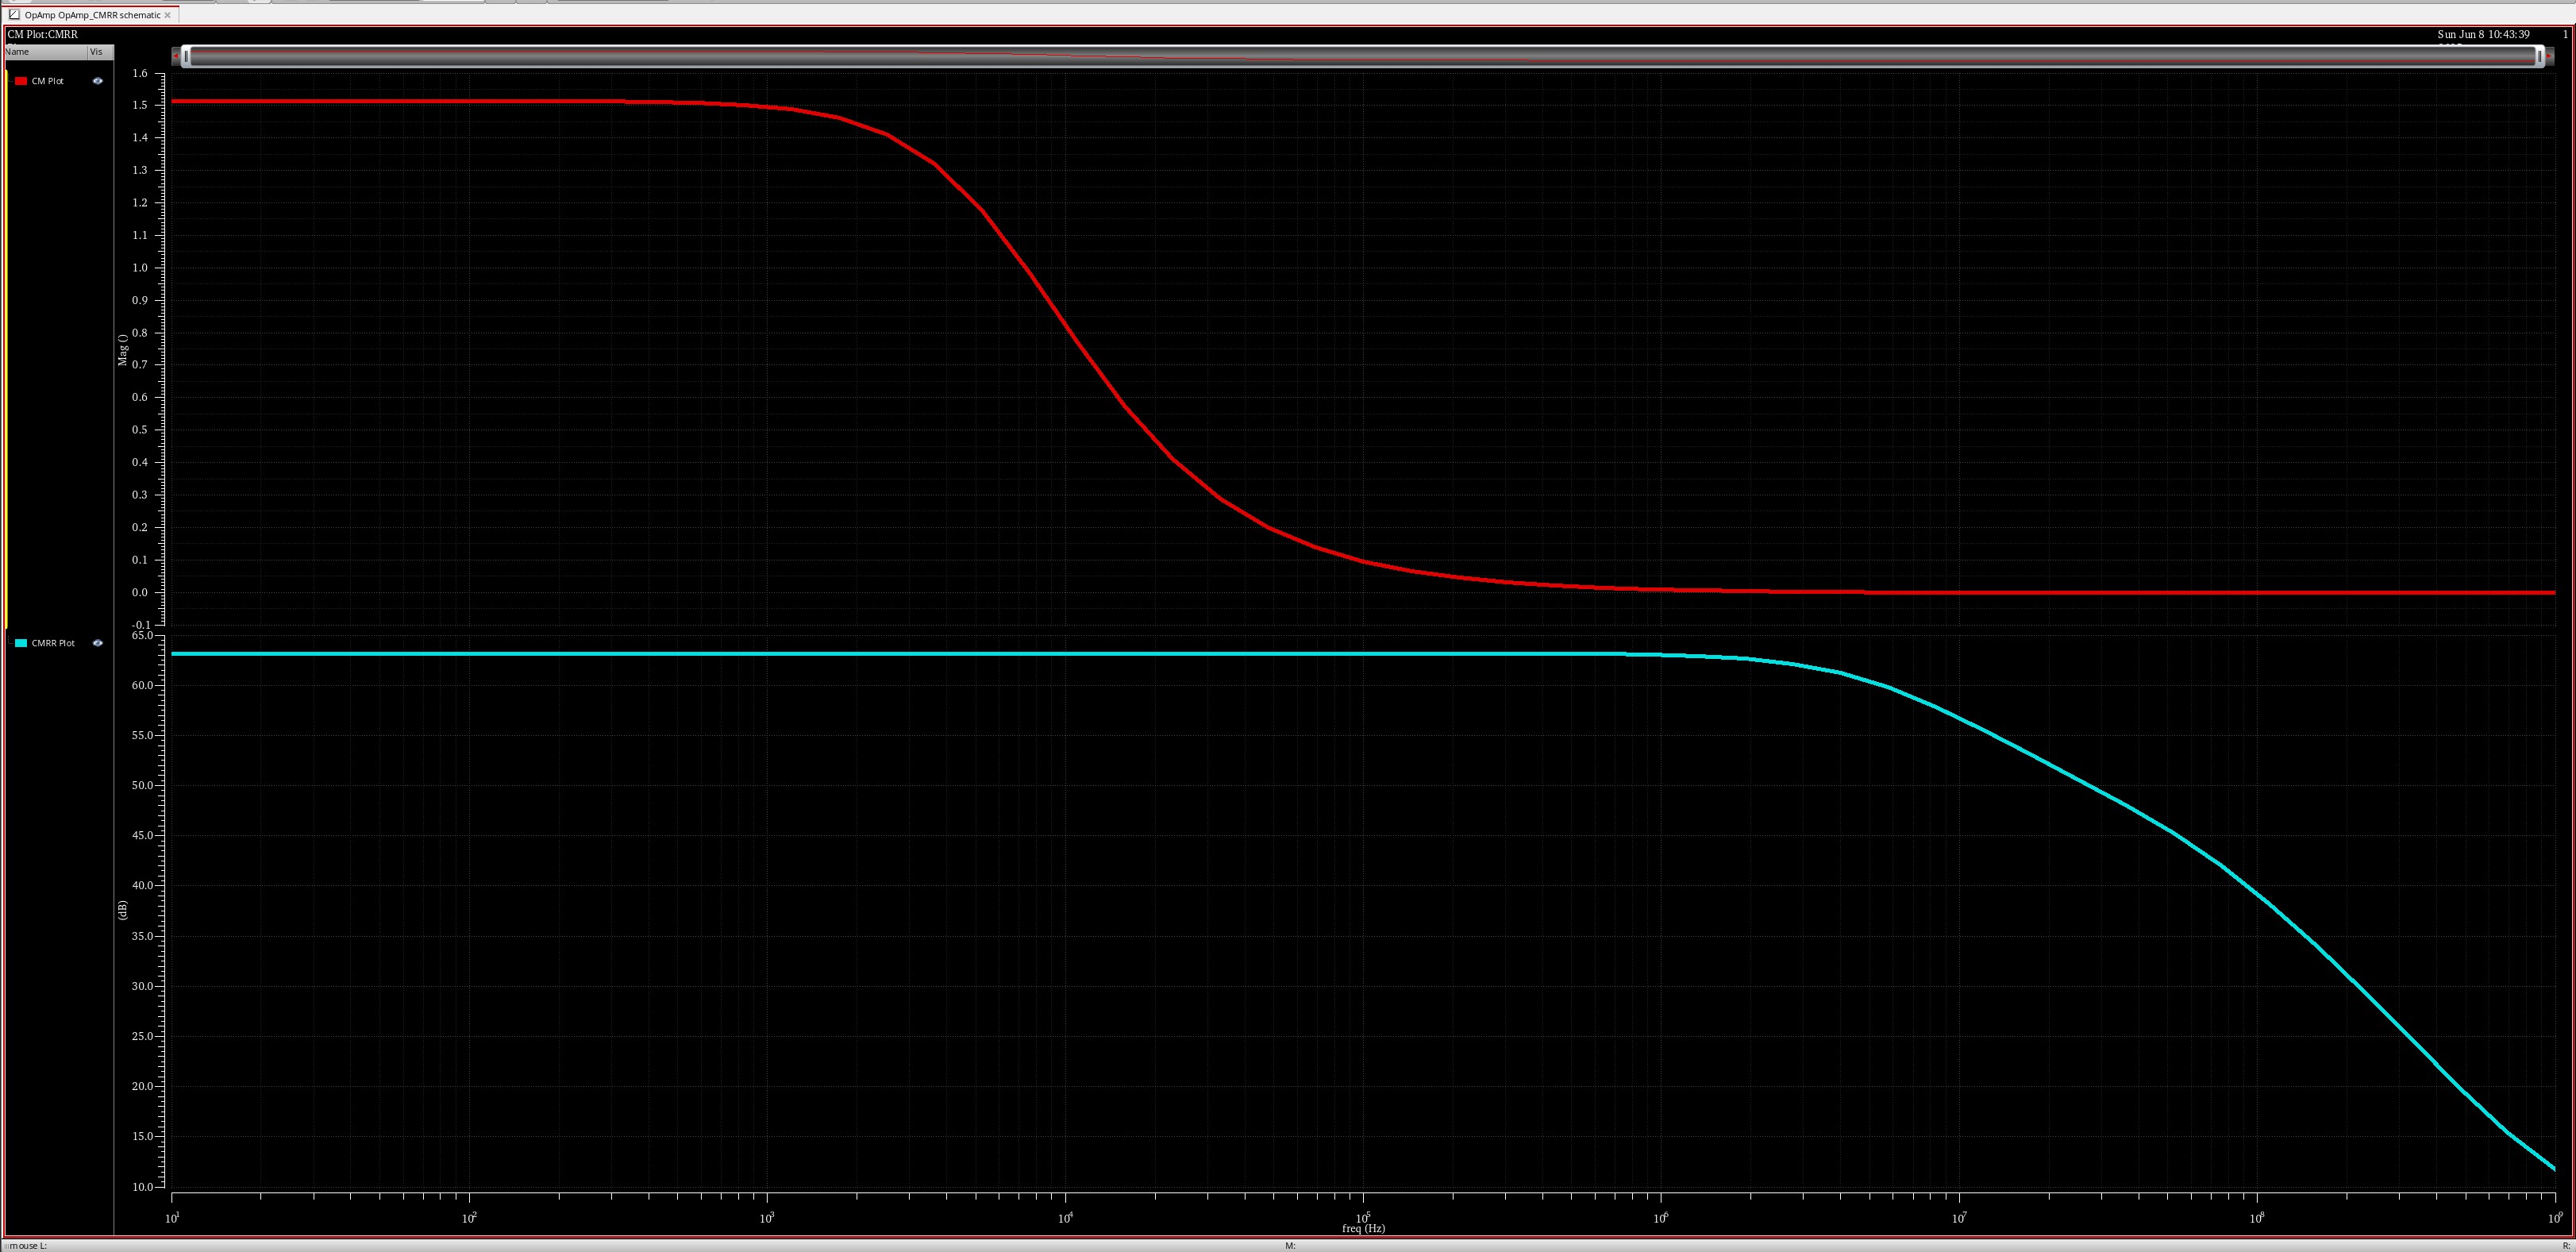 OpAmp OpAmp_CMRR schematic
CM Plot:CMRR
Sun Jun 8 10:43:39
1
Name Vis
CM Plot
1.6
1.5
1.4
1.3
1.2
1.1
1.0
0.9
0.8
0.7
0.6
0.5
0.4
0.3
0.2
0.1
0.0
-0.1
Mag ()
CMRR Plot
65.0
60.0
55.0
50.0
45.0
40.0
35.0
30.0
25.0
20.0
15.0
10.0
(dB)
10¹ 10² 10³ 10⁴ 10⁵ 10⁶ 10⁷ 10⁸ 10⁹
freq (Hz)
mouse L: M: R: